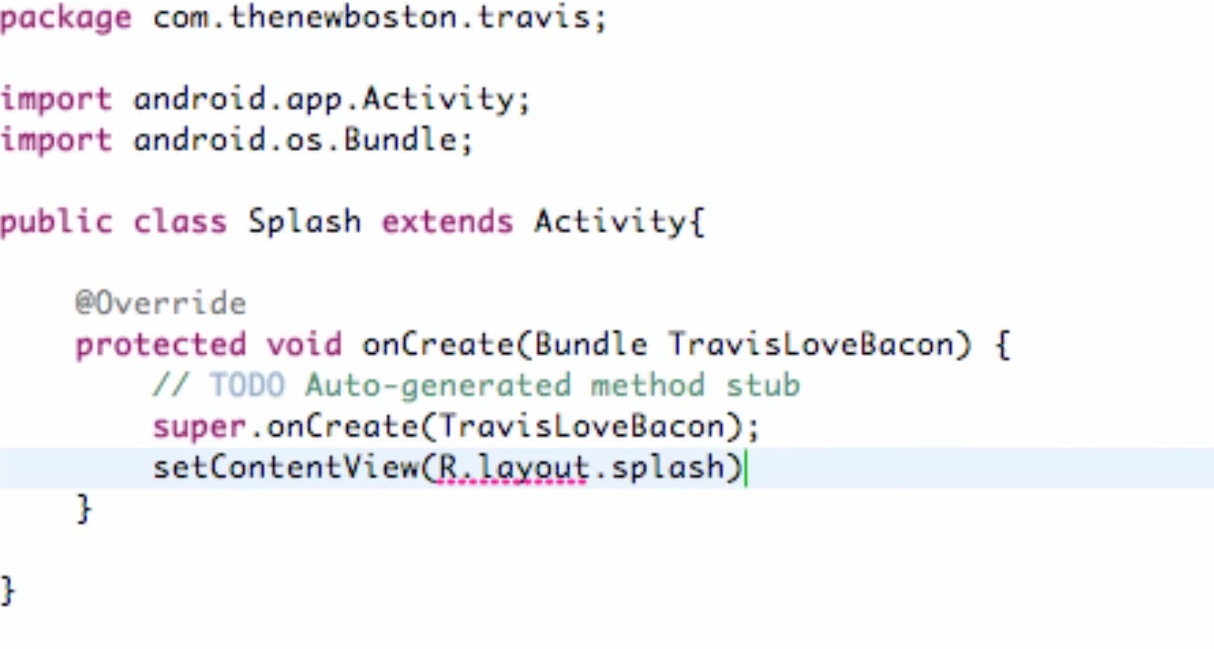 package com.thenewboston.travis;
import android.app.Activity;
import android.os.Bundle;
public class Splash extends Activity{
@Override
protected void onCreate(Bundle TravisLoveBacon) {
// TODO Auto-generated method stub
super.onCreate(TravisLoveBacon);
setContentView(R.layout.splash)
}
}